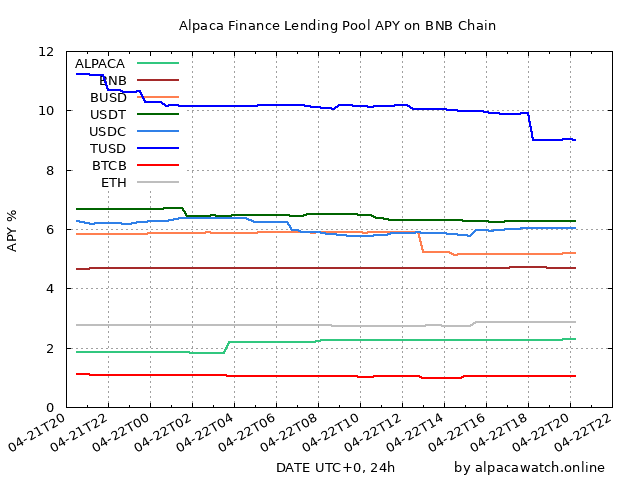 Alpaca Finance Lending Pool APY on BNB Chain
APY %
12
10
8
6
4
2
0
ALPACA
BNB
BUSD
USDT
USDC
TUSD
BTCB
ETH
04-21T20
04-21T22
04-22T00
04-22T02
04-22T04
04-22T06
04-22T08
04-22T10
04-22T12
04-22T14
04-22T16
04-22T18
04-22T20
04-22T22
DATE UTC+0, 24h
by alpacawatch.online